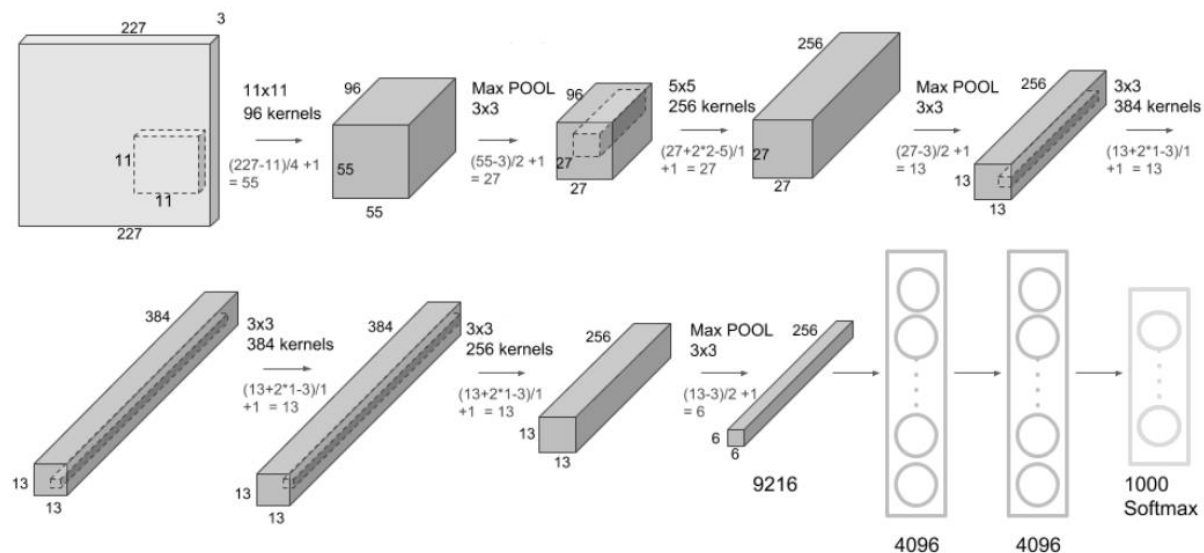 227
3
11
11
227
227
11x11
96 kernels
(227-11)/4 +1
= 55
96
55
55
Max POOL
3x3
(55-3)/2 +1
= 27
96
27
27
5x5
256 kernels
(27+2*2-5)/1
+1 = 27
256
27
27
Max POOL
3x3
(27-3)/2 +1
= 13
256
13
13
3x3
384 kernels
(13+2*1-3)/1
+1 = 13
384
13
13
3x3
384 kernels
(13+2*1-3)/1
+1 = 13
384
13
13
3x3
256 kernels
(13+2*1-3)/1
+1 = 13
256
13
13
Max POOL
3x3
(13-3)/2 +1
= 6
256
6
6
9216
4096
4096
1000
Softmax